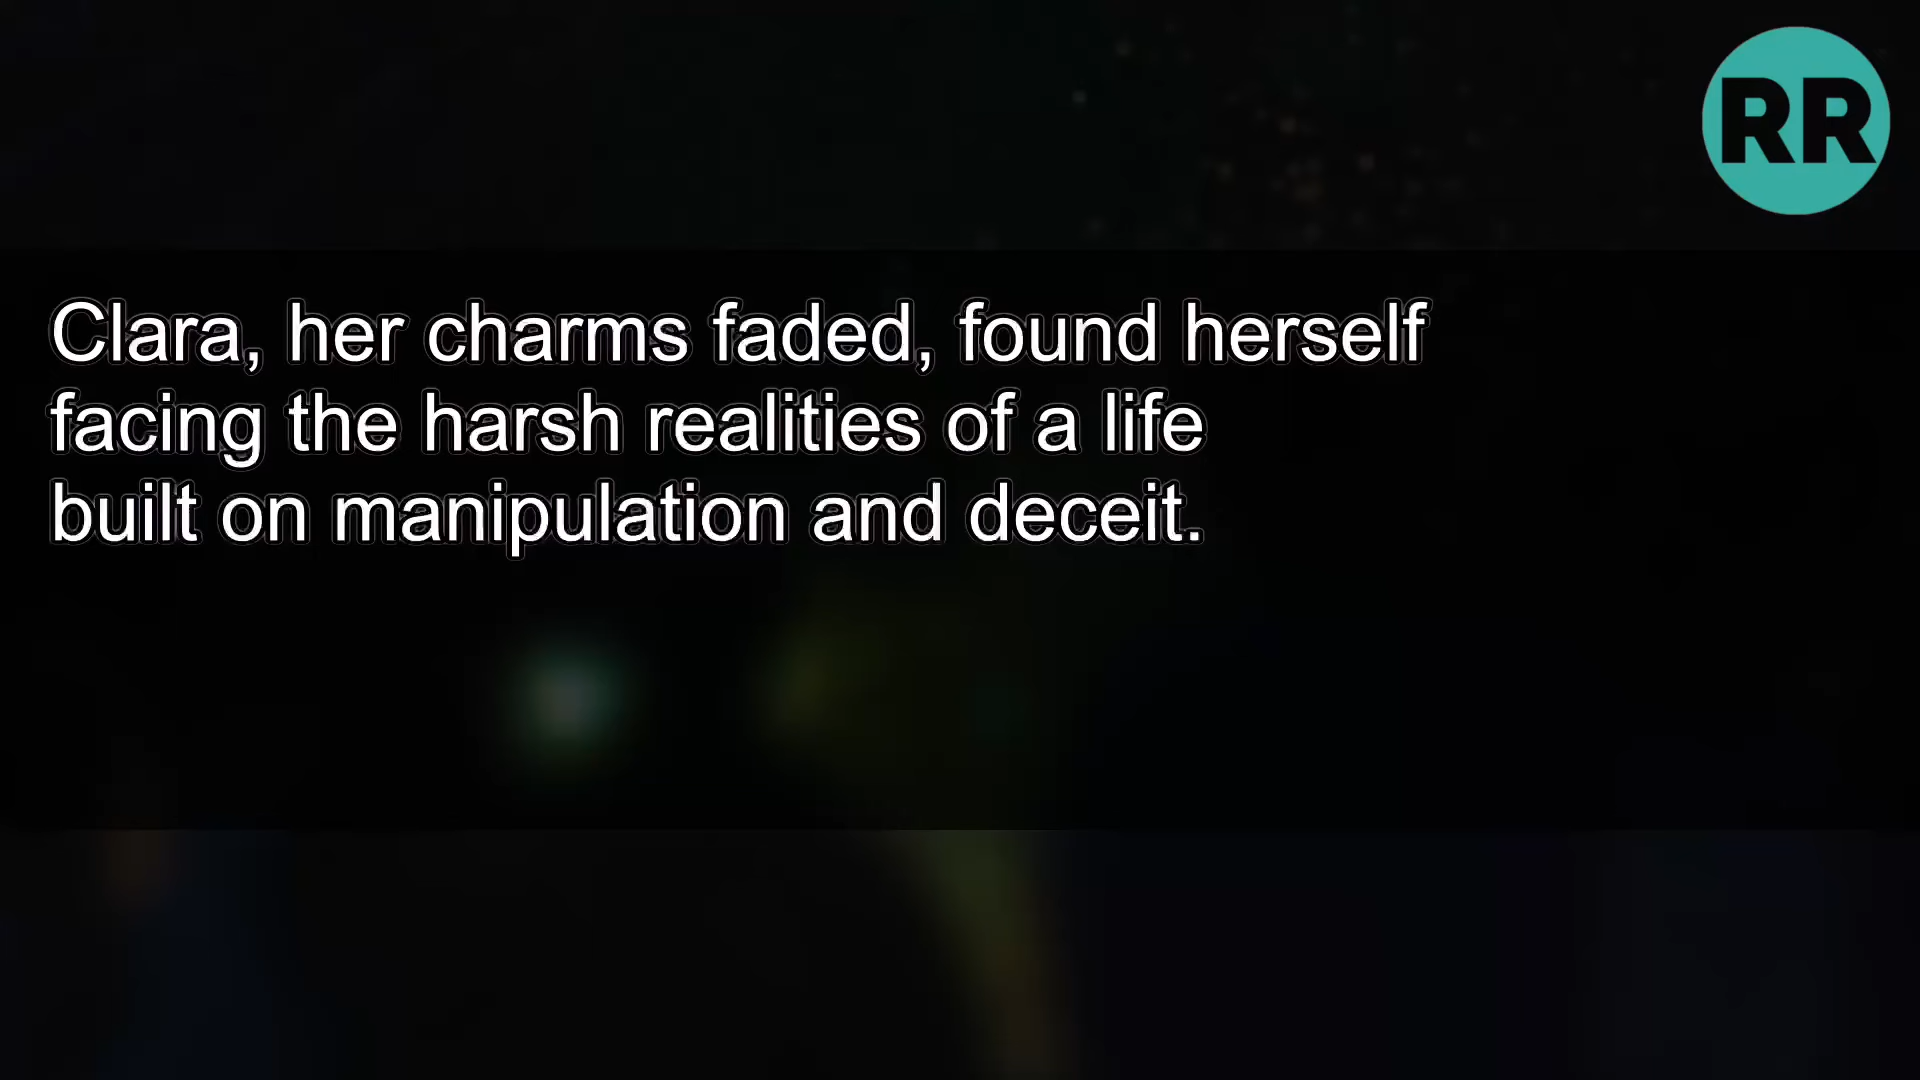 RR
Clara, her charms faded, found herself
facing the harsh realities of a life
built on manipulation and deceit.